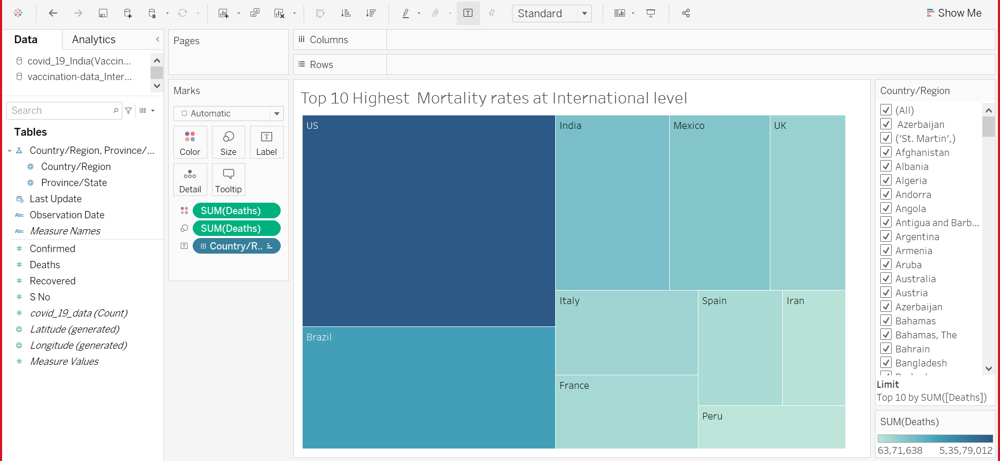 Standard
Show Me
Data
Analytics
covid_19_India(Vaccin...
vaccination-data_Inter...
Search
Tables
Country/Region, Province/...
Country/Region
Province/State
Last Update
Abc Observation Date
Abc Measure Names
Confirmed
Deaths
Recovered
S No
covid_19_data (Count)
Latitude (generated)
Longitude (generated)
Measure Values
Pages
Marks
Automatic
Color
Size
Label
Detail
Tooltip
SUM(Deaths)
SUM(Deaths)
Country/R..
Columns
Rows
Top 10 Highest  Mortality rates at International level
US
India
Mexico
UK
Brazil
Italy
Spain
Iran
France
Peru
Country/Region
(All)
Azerbaijan
('St. Martin',)
Afghanistan
Albania
Algeria
Andorra
Angola
Antigua and Barb...
Argentina
Armenia
Aruba
Australia
Austria
Azerbaijan
Bahamas
Bahamas, The
Bahrain
Bangladesh
Limit
Top 10 by SUM([Deaths])
SUM(Deaths)
63,71,638
5,35,79,012